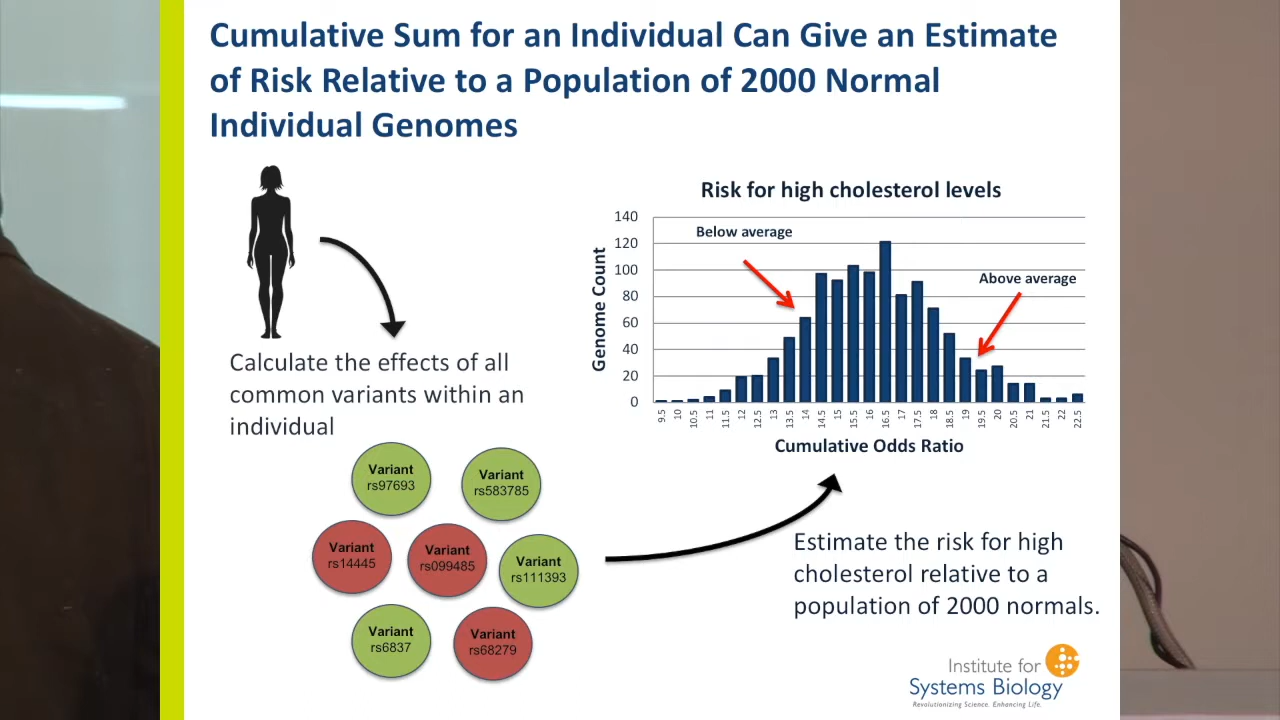 Cumulative Sum for an Individual Can Give an Estimate
of Risk Relative to a Population of 2000 Normal
Individual Genomes
Calculate the effects of all
common variants within an
individual
Variant
rs97693
Variant
rs583785
Variant
rs14445
Variant
rs099485
Variant
rs111393
Variant
rs6837
Variant
rs68279
Risk for high cholesterol levels
Below average
Above average
Genome Count
140
120
100
80
60
40
20
0
9.5 10 10.5 11 11.5 12 12.5 13 13.5 14 14.5 15 15.5 16 16.5 17 17.5 18 18.5 19 19.5 20 20.5 21 21.5 22 22.5
Cumulative Odds Ratio
Estimate the risk for high
cholesterol relative to a
population of 2000 normals.
Institute for
Systems Biology
Revolutionizing Science. Enhancing Life.